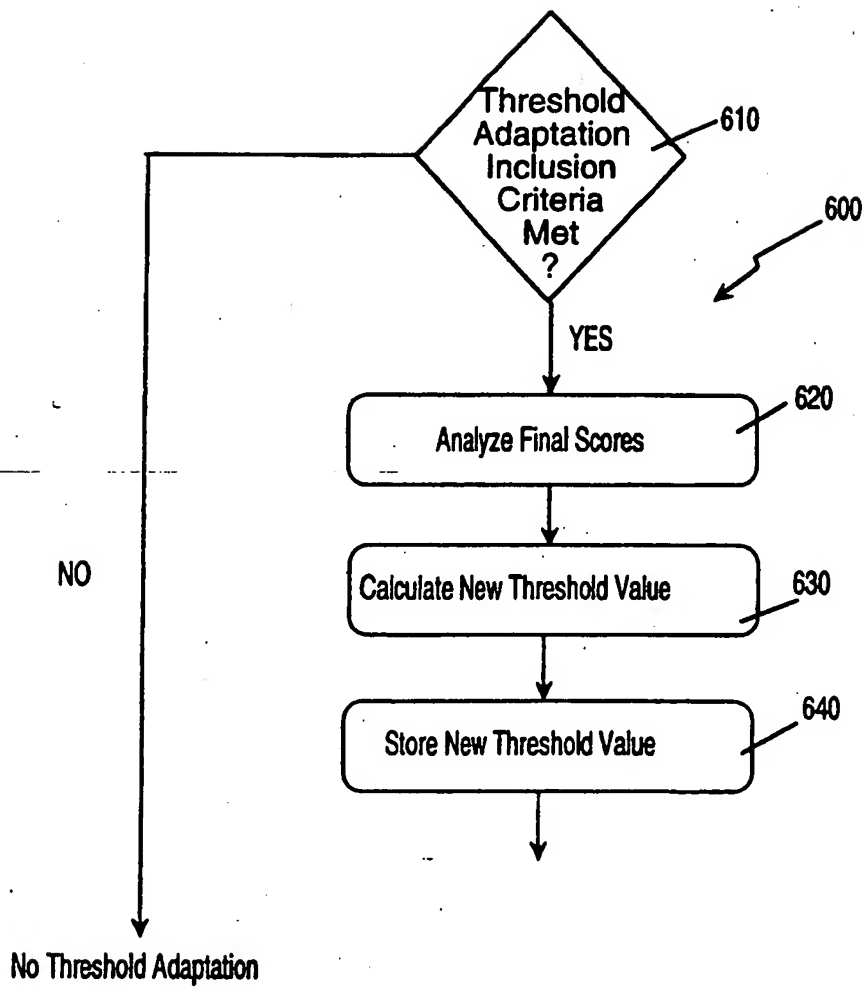 Threshold
Adaptation
Inclusion
Criteria
Met
?
610
600
YES
620
Analyze Final Scores
NO
Calculate New Threshold Value
630
640
Store New Threshold Value
No Threshold Adaptation